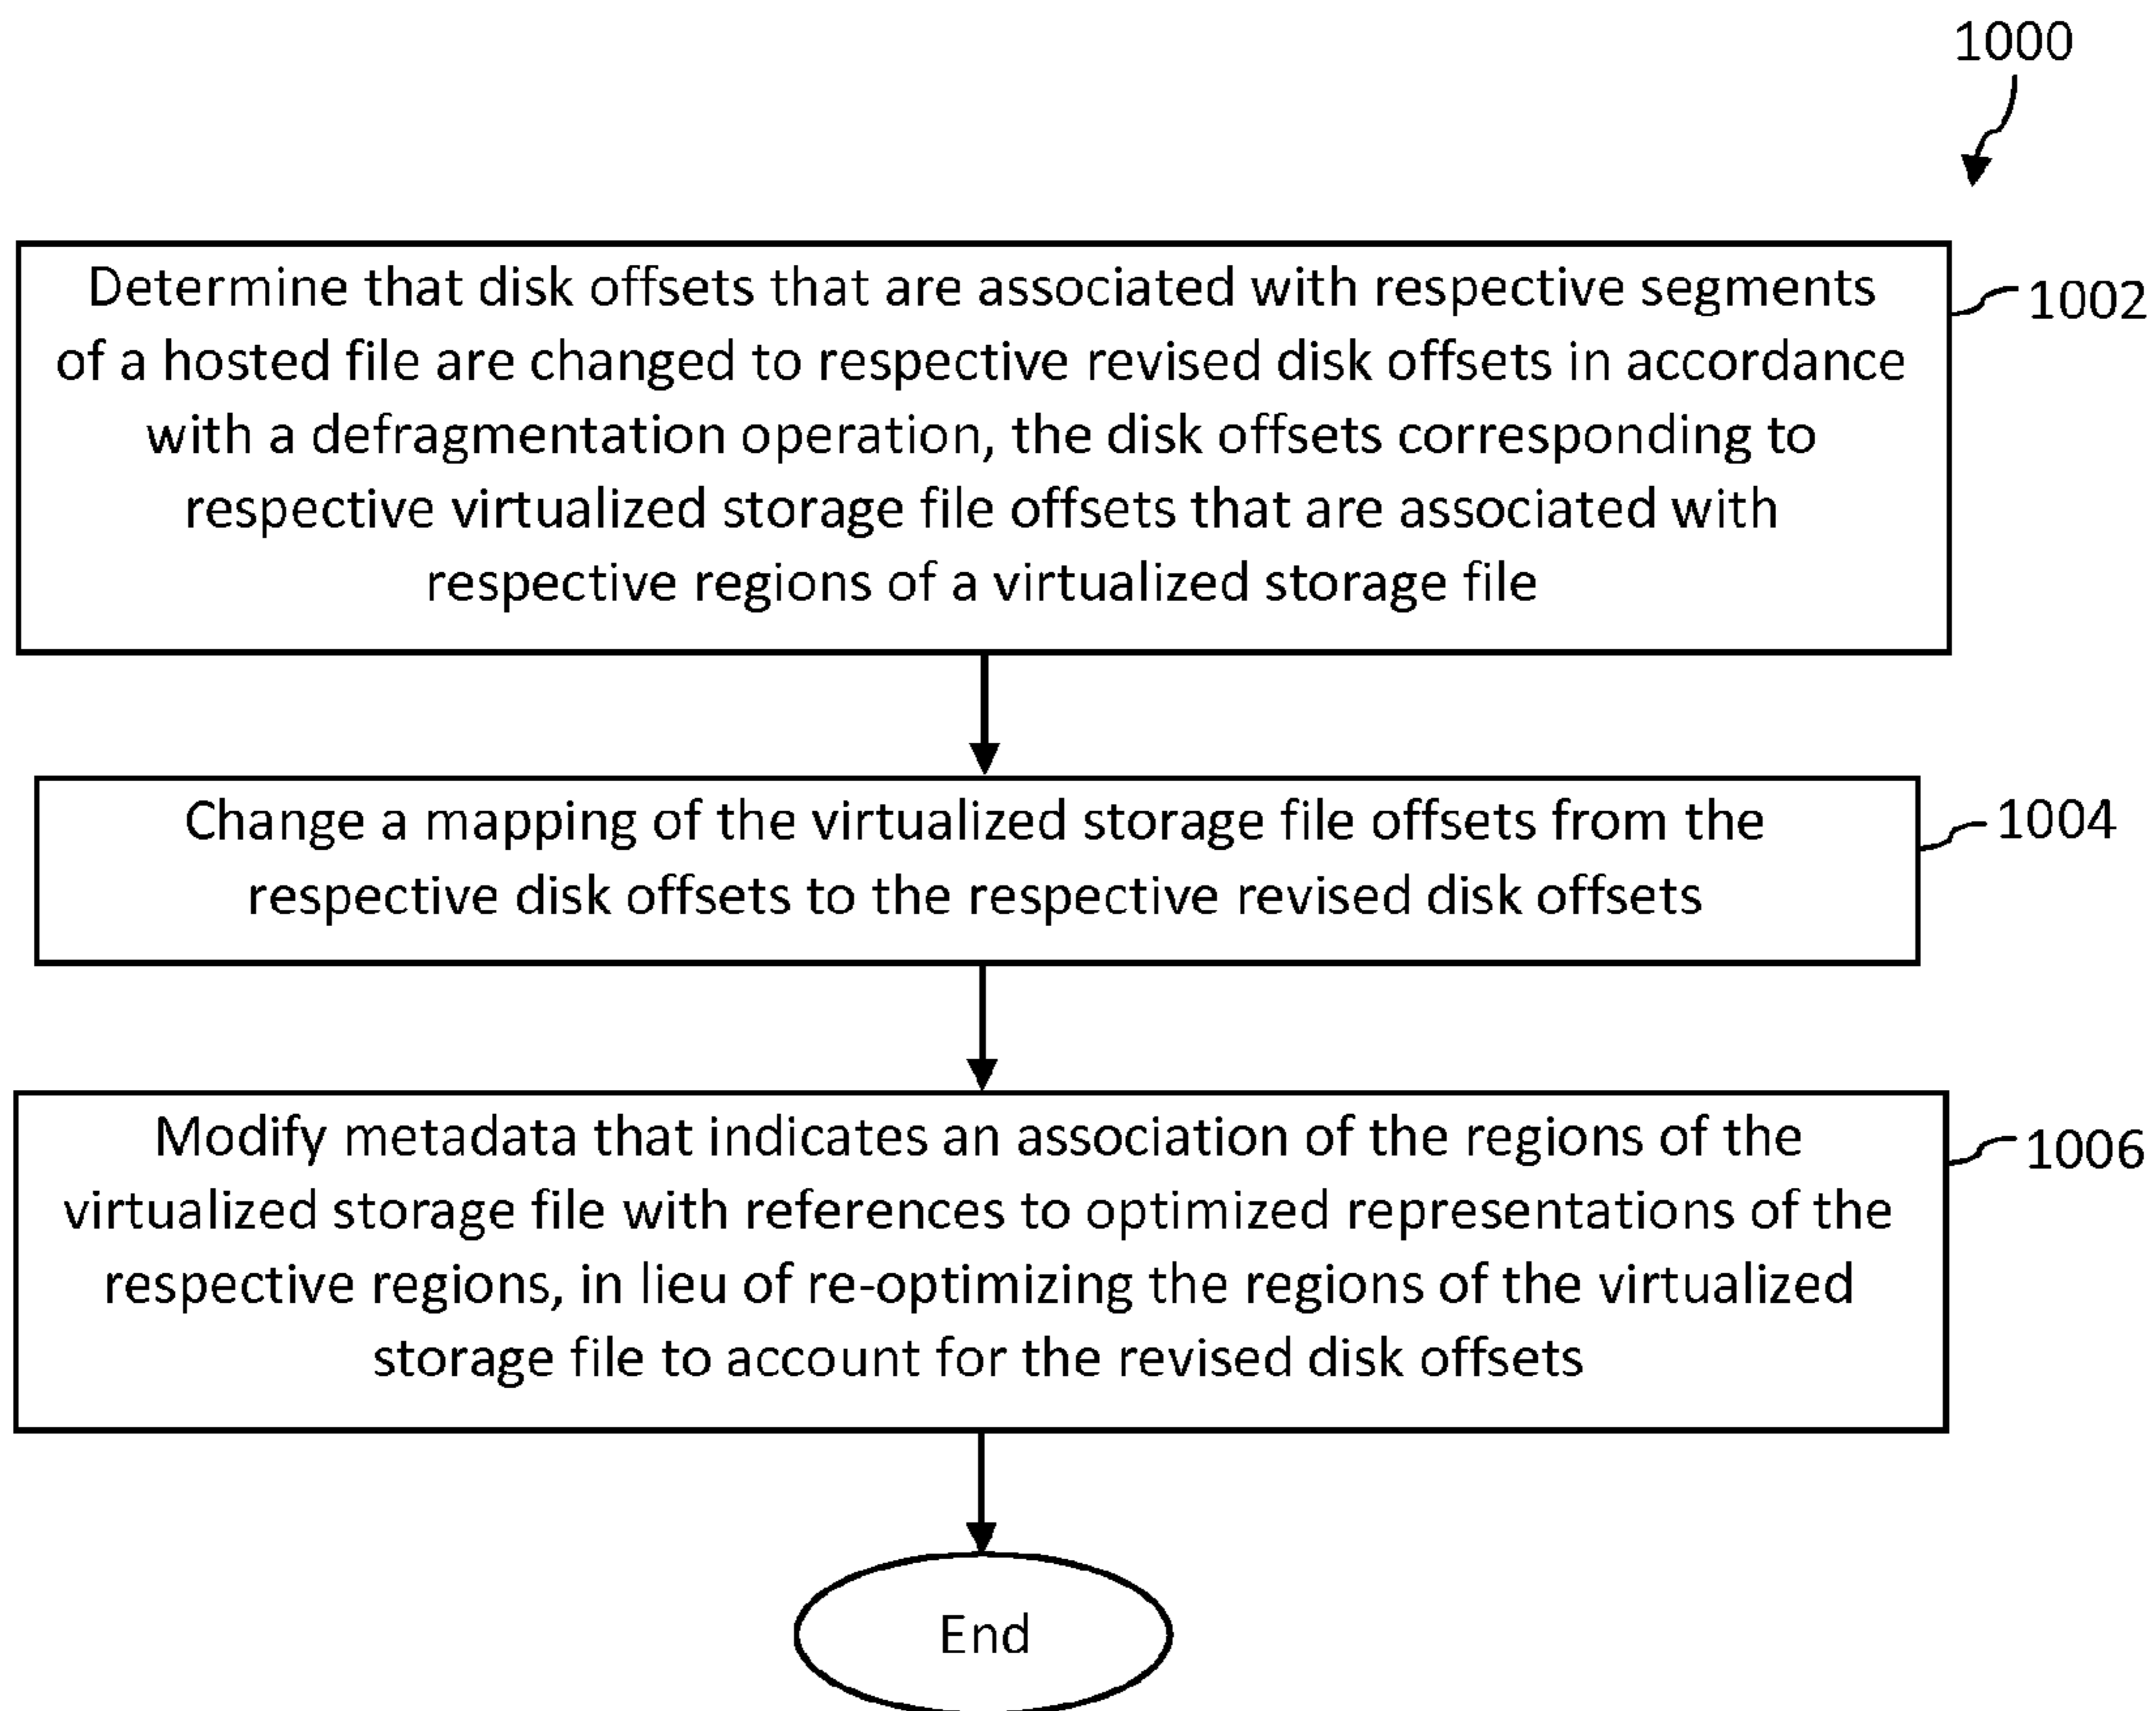 1000
Determine that disk offsets that are associated with respective segments
of a hosted file are changed to respective revised disk offsets in accordance
with a defragmentation operation, the disk offsets corresponding to
respective virtualized storage file offsets that are associated with
respective regions of a virtualized storage file
1002
Change a mapping of the virtualized storage file offsets from the
respective disk offsets to the respective revised disk offsets
1004
Modify metadata that indicates an association of the regions of the
virtualized storage file with references to optimized representations of the
respective regions, in lieu of re-optimizing the regions of the virtualized
storage file to account for the revised disk offsets
1006
End